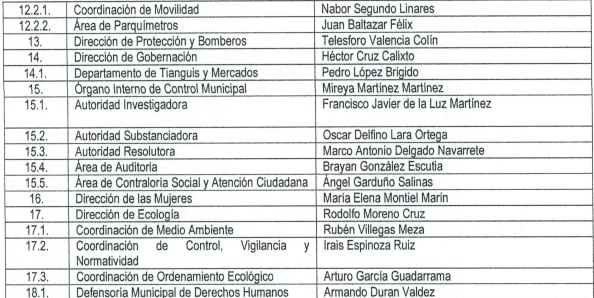 12.2.1. Coordinación de Movilidad Nabor Segundo Linares
12.2.2. Área de Parquímetros Juan Baltazar Félix
13. Dirección de Protección y Bomberos Telesforo Valencia Colín
14. Dirección de Gobernación Héctor Cruz Calixto
14.1. Departamento de Tianguis y Mercados Pedro López Brigido
15. Órgano Interno de Control Municipal Mireya Martínez Martínez
15.1. Autoridad Investigadora Francisco Javier de la Luz Martínez
15.2. Autoridad Substanciadora Oscar Delfino Lara Ortega
15.3. Autoridad Resolutora Marco Antonio Delgado Navarrete
15.4. Área de Auditoría Brayan González Escutia
15.5. Área de Contraloría Social y Atención Ciudadana Ángel Garduño Salinas
16. Dirección de las Mujeres María Elena Montiel Marín
17. Dirección de Ecología Rodolfo Moreno Cruz
17.1. Coordinación de Medio Ambiente Rubén Villegas Meza
17.2. Coordinación de Control, Vigilancia y Irais Espinoza Ruiz
Normatividad
17.3. Coordinación de Ordenamiento Ecológico Arturo García Guadarrama
18.1. Defensoría Municipal de Derechos Humanos Armando Duran Valdez